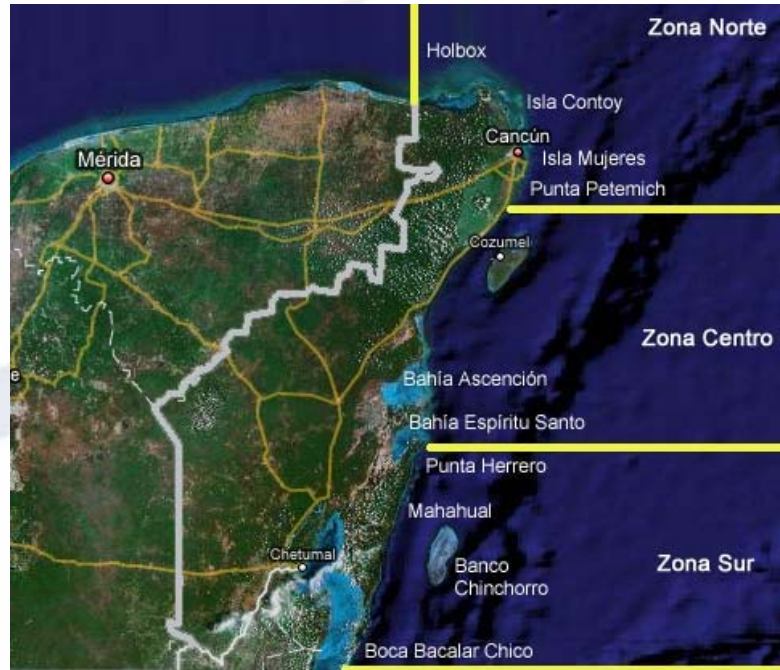 Zona Norte
Holbox
Isla Contoy
Cancún
Mérida
Isla Mujeres
Punta Petemich
Cozumel
Zona Centro
Bahía Ascención
e
Bahía Espíritu Santo
Punta Herrero
Mahahual
Chetumal
Banco
Chinchorro
Zona Sur
Boca Bacalar Chico